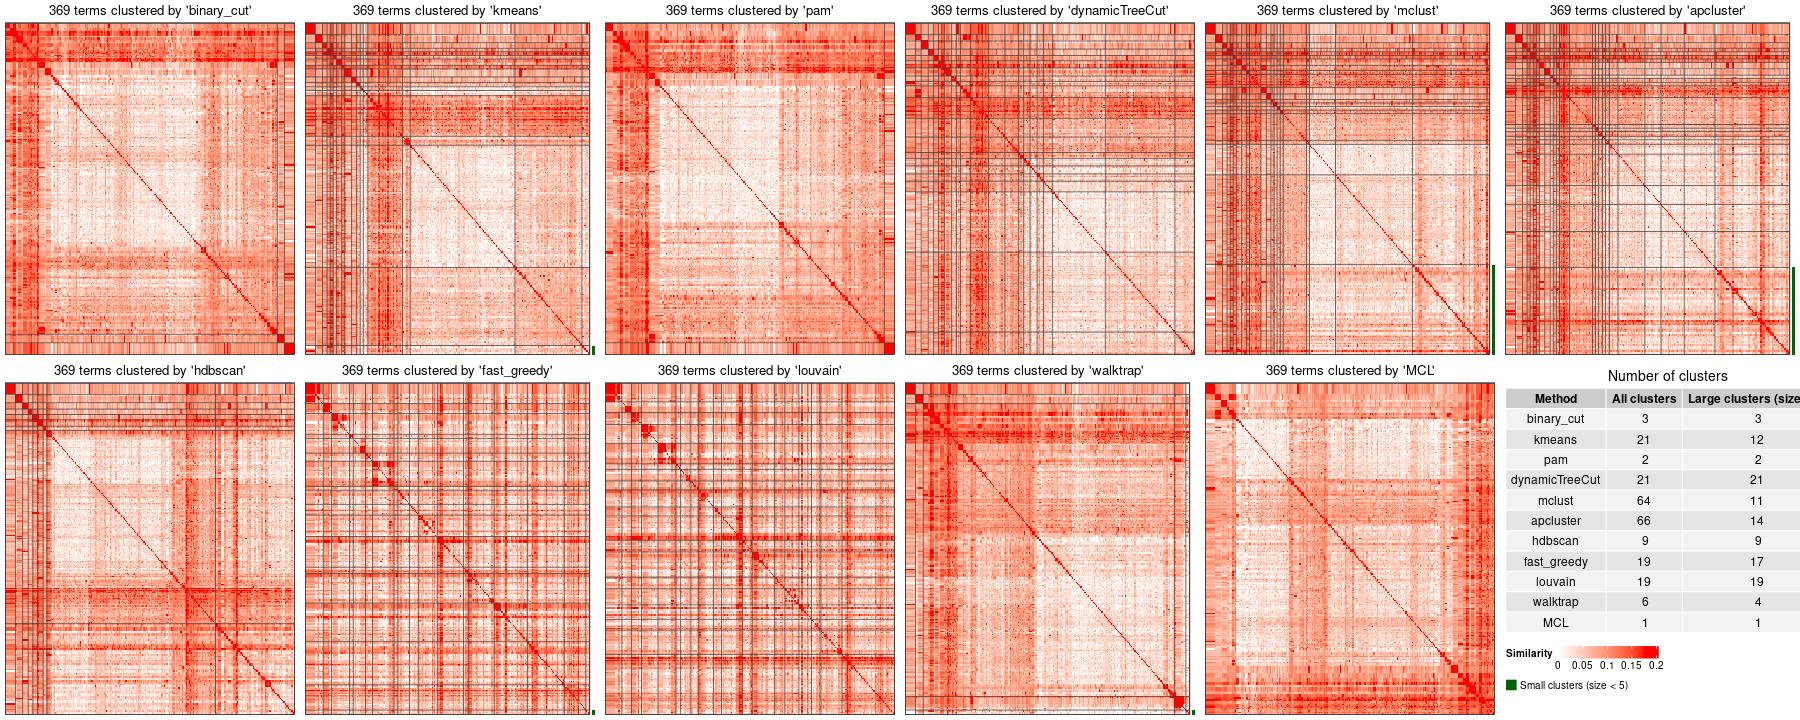 369 terms clustered by 'binary_cut'
369 terms clustered by 'kmeans'
369 terms clustered by 'pam'
369 terms clustered by 'dynamicTreeCut'
369 terms clustered by 'mclust'
369 terms clustered by 'apcluster'
369 terms clustered by 'hdbscan'
369 terms clustered by 'fast_greedy'
369 terms clustered by 'louvain'
369 terms clustered by 'walktrap'
369 terms clustered by 'MCL'
Number of clusters
Method All clusters Large clusters (size
binary_cut 3 3
kmeans 21 12
pam 2 2
dynamicTreeCut 21 21
mclust 64 11
apcluster 66 14
hdbscan 9 9
fast_greedy 19 17
louvain 19 19
walktrap 6 4
MCL 1 1
Similarity
0 0.05 0.1 0.15 0.2
Small clusters (size < 5)